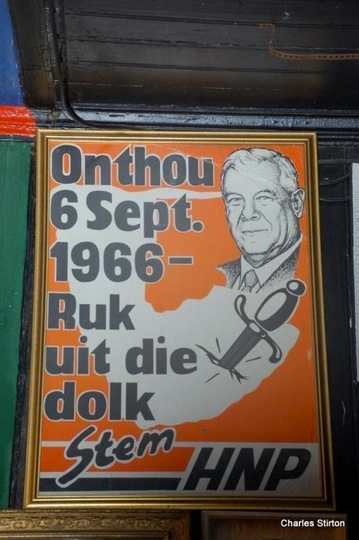 Onthou
6 Sept.
1966-
Ruk
uit die
dolk
Stem
HNP
Charles Stirton